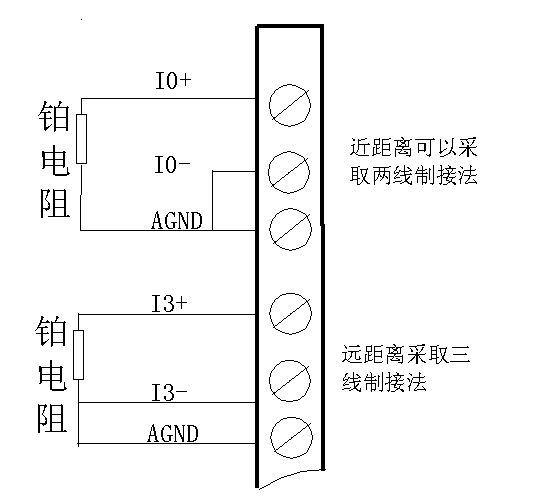 I0+
铂电阻
I0-
AGND
近距离可以采
取两线制接法
I3+
铂电阻
I3-
AGND
远距离采取三
线制接法